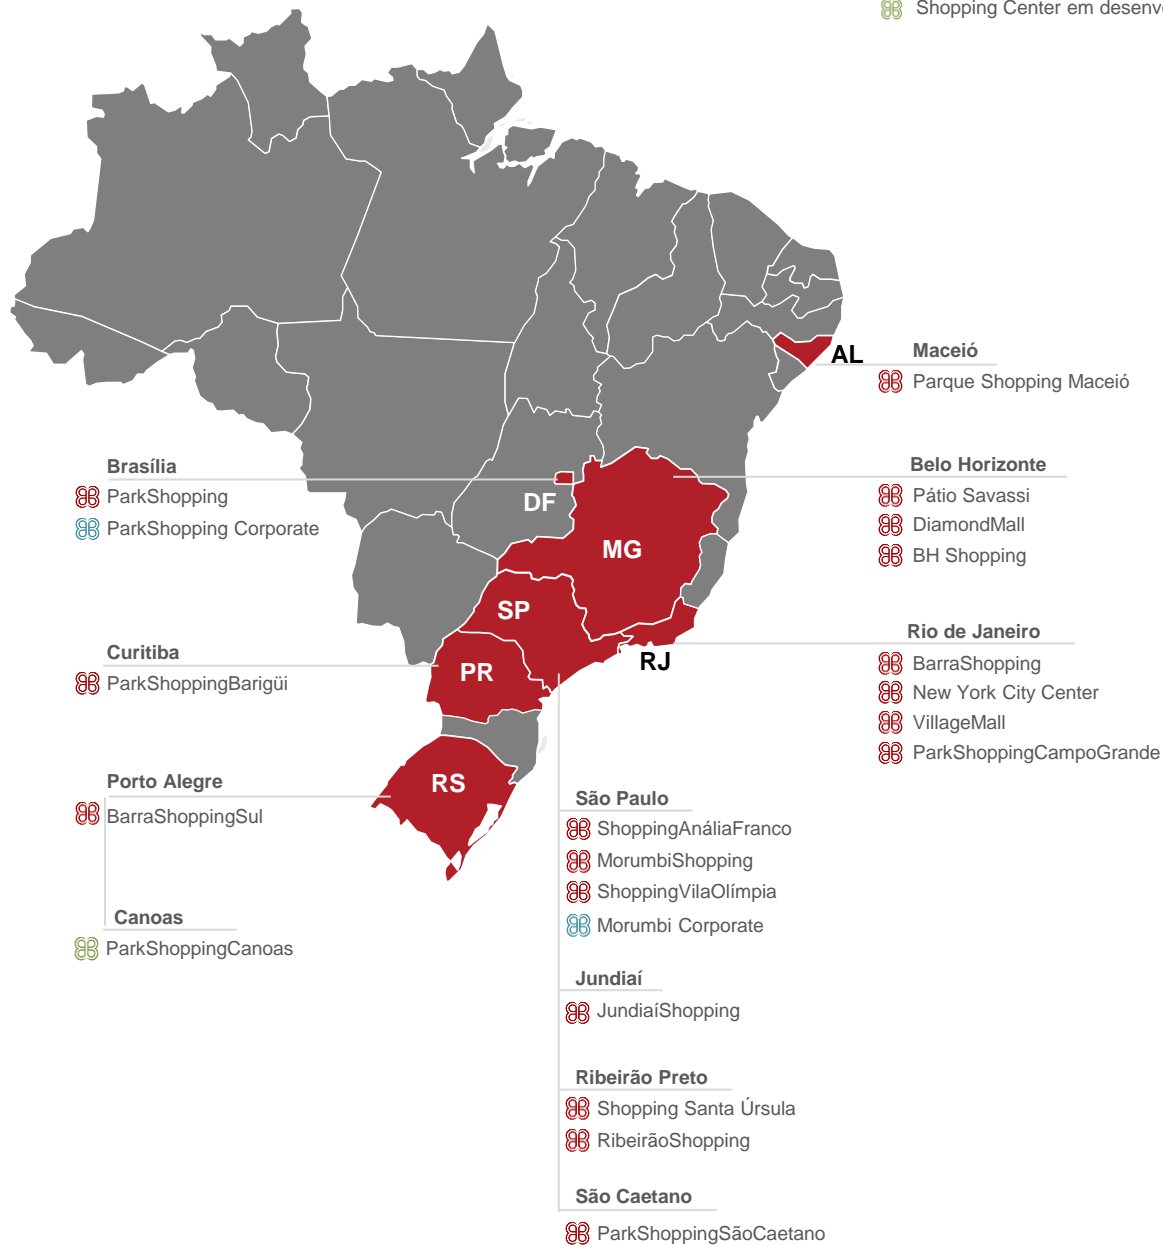 Shopping Center em
AL
Maceió
Parque Shopping Maceió
Brasília
ParkShopping
ParkShopping Corporate
DF
Belo Horizonte
Pátio Savassi
DiamondMall
BH Shopping
MG
SP
Rio de Janeiro
BarraShopping
New York City Center
VillageMall
ParkShoppingCampoGrande
RJ
Curitiba
ParkShoppingBarigüi
PR
Porto Alegre
BarraShoppingSul
RS
Canoas
ParkShoppingCanoas
São Paulo
ShoppingAnáliaFranco
MorumbiShopping
ShoppingVilaOlímpia
Morumbi Corporate
Jundiaí
JundiaíShopping
Ribeirão Preto
Shopping Santa Úrsula
RibeirãoShopping
São Caetano
ParkShoppingSãoCaetano